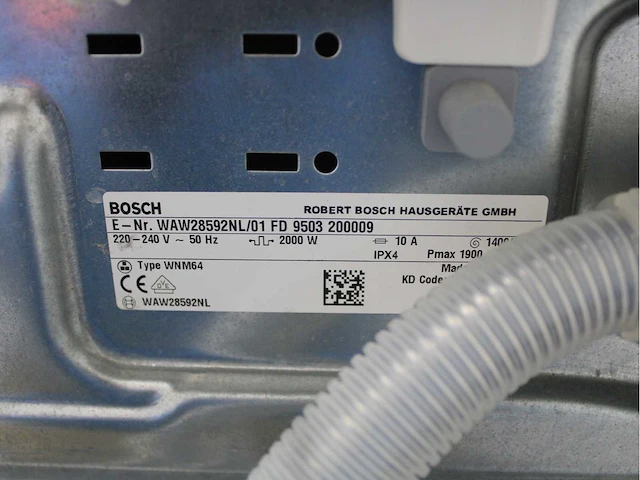 BOSCH ROBERT BOSCH HAUSGERÄTE GMBH
E-Nr. WAW28592NL/01 FD 9503 200009
220-240 V ~ 50 Hz 2000 W 10 A
IPX4 Pmax 1900
Type WNM64 Made
CE KD Code
WAW28592NL